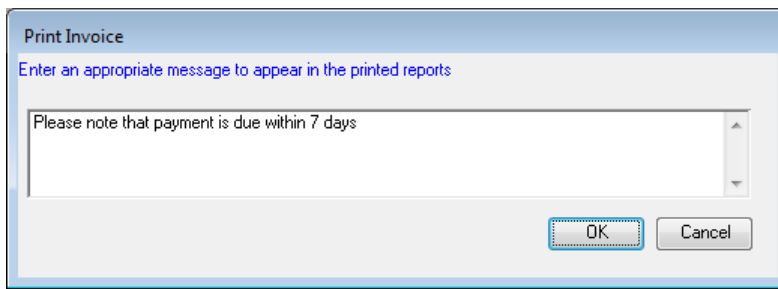 Print Invoice
Enter an appropriate message to appear in the printed reports
Please note that payment is due within 7 days
OK Cancel